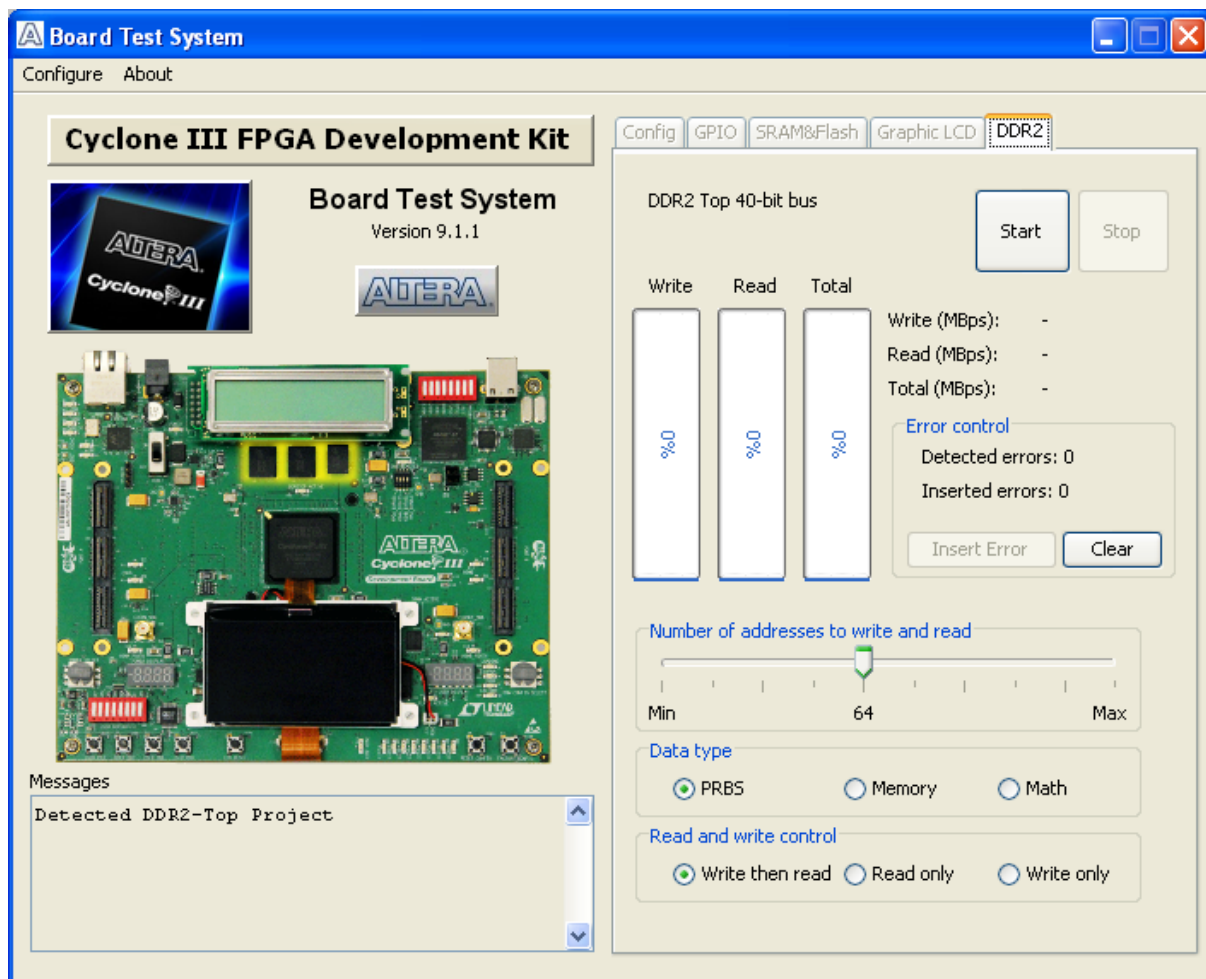 Board Test System
Configure About
Cyclone III FPGA Development Kit
ALTERA
Cyclone III
Board Test System
Version 9.1.1
ALTERA
ALTERA
Cyclone III
Development Board
Messages
Detected DDR2-Top Project
Config GPIO SRAM&Flash Graphic LCD DDR2
DDR2 Top 40-bit bus
Start Stop
Write Read Total
%0 %0 %0
Write (MBps): -
Read (MBps): -
Total (MBps): -
Error control
Detected errors: 0
Inserted errors: 0
Insert Error Clear
Number of addresses to write and read
Min 64 Max
Data type
PRBS Memory Math
Read and write control
Write then read Read only Write only